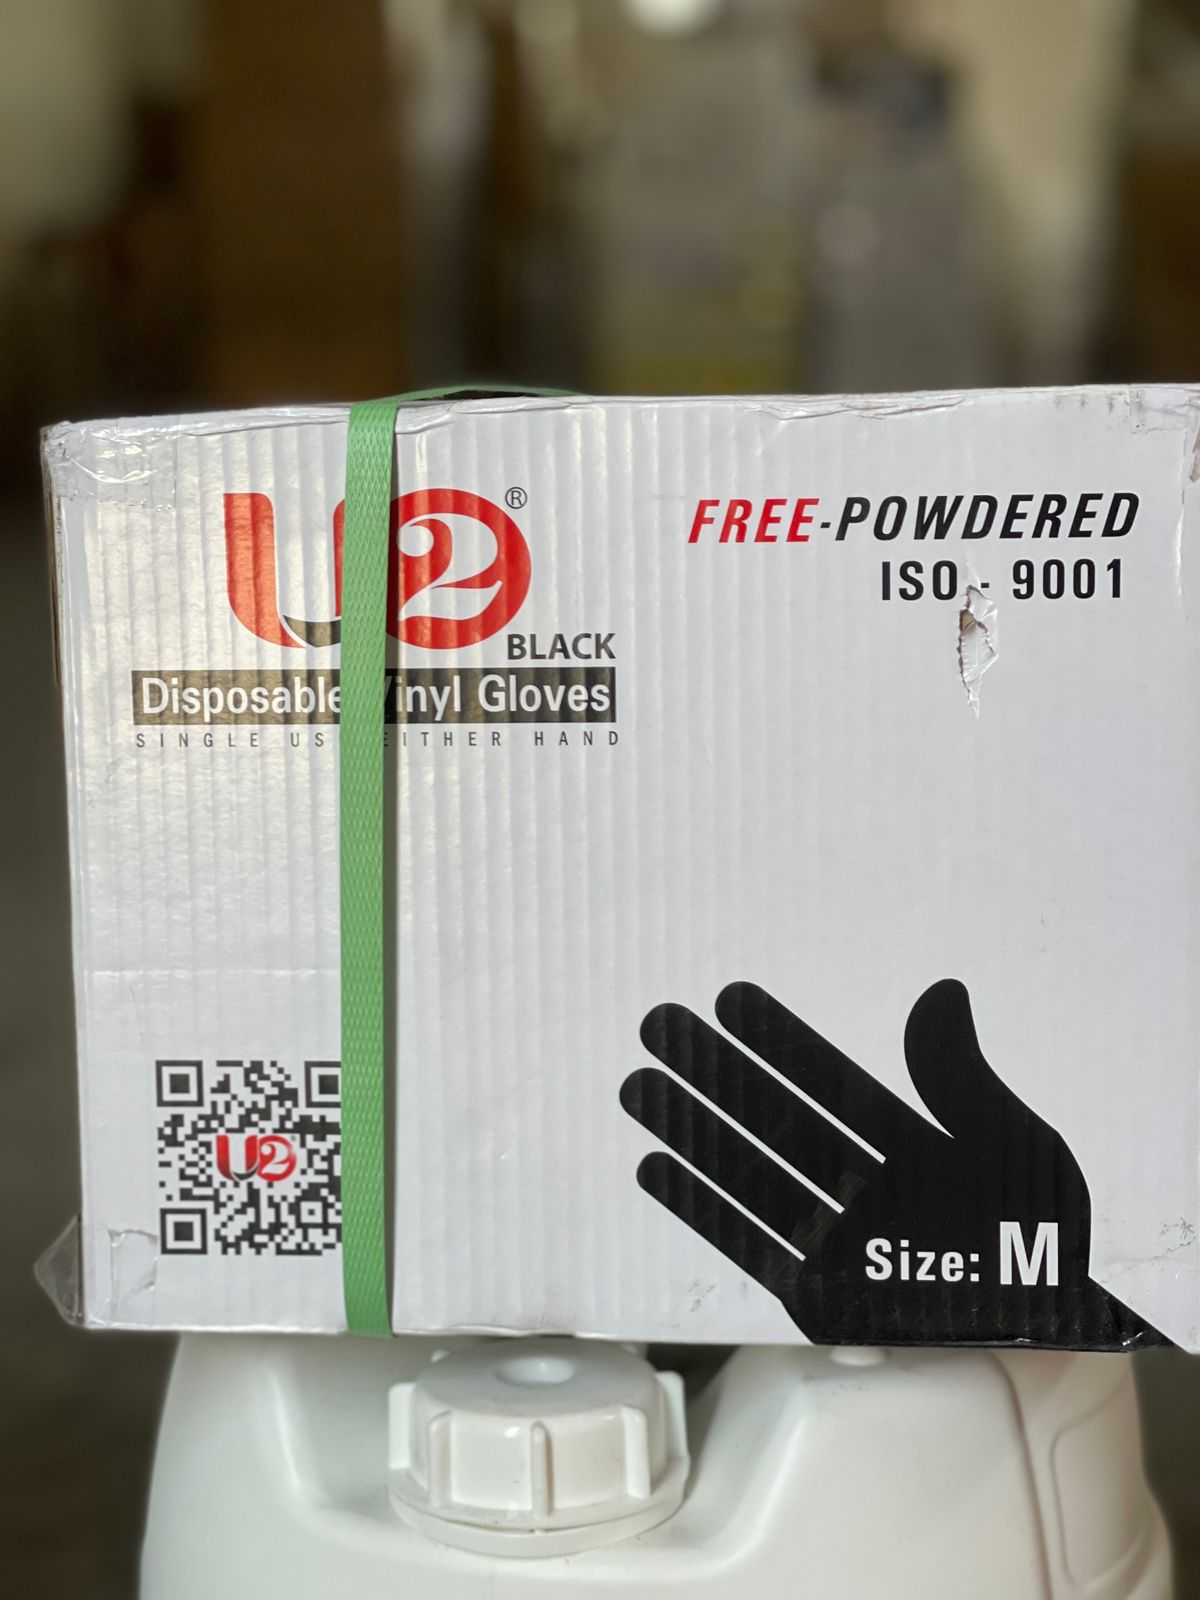 U2®
BLACK
Disposable Vinyl Gloves
SINGLE US EITHER HAND
FREE-POWDERED
ISO - 9001
U2
Size: M